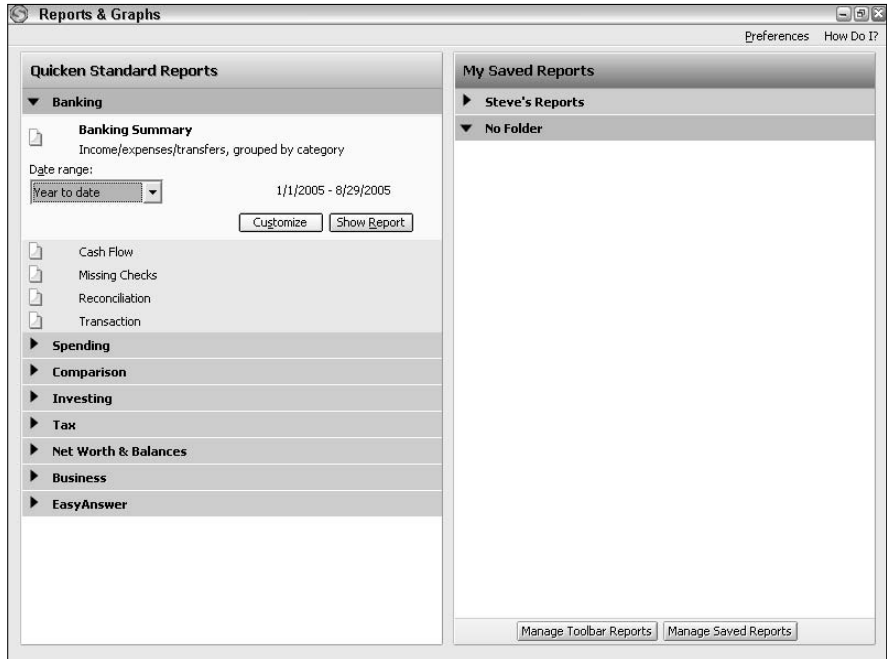 Reports & Graphs
Preferences How Do I?
Quicken Standard Reports
Banking
Banking Summary
Income/expenses/transfers, grouped by category
Date range:
Year to date 1/1/2005 - 8/29/2005
Customize Show Report
Cash Flow
Missing Checks
Reconciliation
Transaction
Spending
Comparison
Investing
Tax
Net Worth & Balances
Business
EasyAnswer
My Saved Reports
Steve's Reports
No Folder
Manage Toolbar Reports Manage Saved Reports